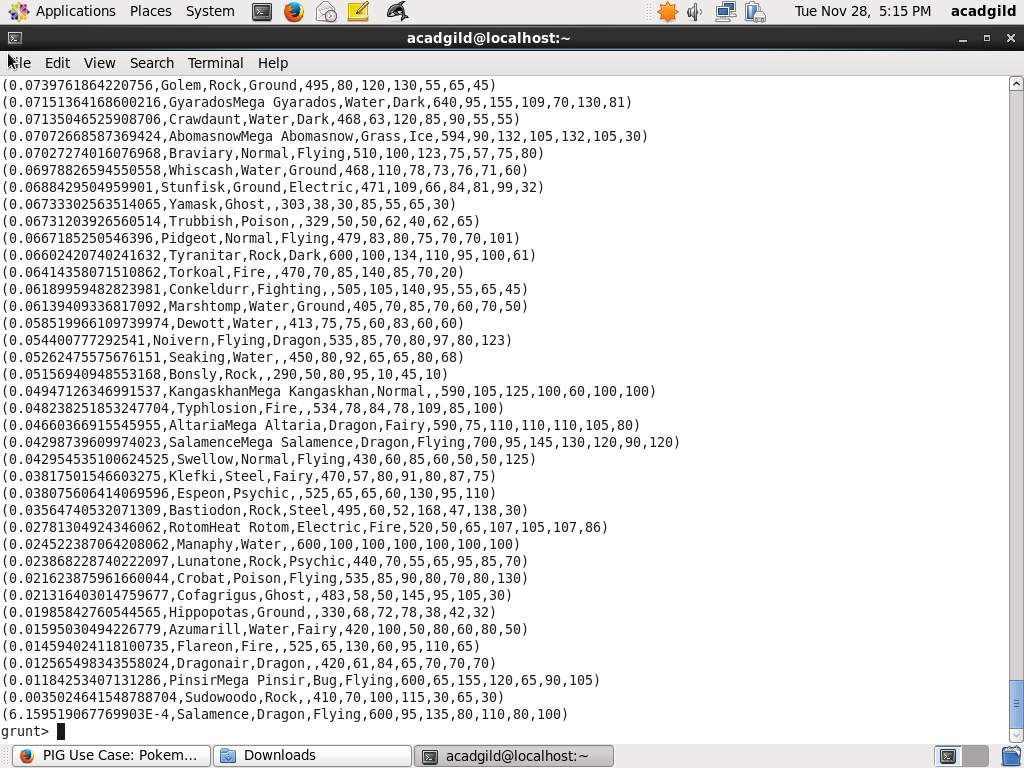 Applications Places System Tue Nov 28, 5:15 PM acadgild
acadgild@localhost:~
File Edit View Search Terminal Help
(0.0739761864220756,Golem,Rock,Ground,495,80,120,130,55,65,45)
(0.07151364168600216,GyaradosMega Gyarados,Water,Dark,640,95,155,109,70,130,81)
(0.07135046525908706,Crawdaunt,Water,Dark,468,63,120,85,90,55,55)
(0.07072668587369424,AbomasnowMega Abomasnow,Grass,Ice,594,90,132,105,132,105,30)
(0.07027274016076968,Braviary,Normal,Flying,510,100,123,75,57,75,80)
(0.06978826594550558,Whiscash,Water,Ground,468,110,78,73,76,71,60)
(0.0688429504959901,Stunfisk,Ground,Electric,471,109,66,84,81,99,32)
(0.06733302563514065,Yamask,Ghost,,303,38,30,85,55,65,30)
(0.06731203926560514,Trubbish,Poison,,329,50,50,62,40,62,65)
(0.0667185250546396,Pidgeot,Normal,Flying,479,83,80,75,70,70,101)
(0.06602420740241632,Tyranitar,Rock,Dark,600,100,134,110,95,100,61)
(0.06414358071510862,Torkoal,Fire,,470,70,85,140,85,70,20)
(0.06189959482823981,Conkeldurr,Fighting,,505,105,140,95,55,65,45)
(0.06139409336817092,Marshtomp,Water,Ground,405,70,85,70,60,70,50)
(0.058519966109739974,Dewott,Water,,413,75,75,60,83,60,60)
(0.054400777292541,Noivern,Flying,Dragon,535,85,70,80,97,80,123)
(0.05262475575676151,Seaking,Water,,450,80,92,65,65,80,68)
(0.05156940948553168,Bonsly,Rock,,290,50,80,95,10,45,10)
(0.04947126346991537,KangaskhanMega Kangaskhan,Normal,,590,105,125,100,60,100,100)
(0.048238251853247704,Typhlosion,Fire,,534,78,84,78,109,85,100)
(0.04660366915545955,AltariaMega Altaria,Dragon,Fairy,590,75,110,110,110,105,80)
(0.04298739609974023,SalamenceMega Salamence,Dragon,Flying,700,95,145,130,120,90,120)
(0.042954535100624525,Swellow,Normal,Flying,430,60,85,60,50,50,125)
(0.03817501546603275,Klefki,Steel,Fairy,470,57,80,91,80,87,75)
(0.038075606414069596,Espeon,Psychic,,525,65,65,60,130,95,110)
(0.03564740532071309,Bastiodon,Rock,Steel,495,60,52,168,47,138,30)
(0.02781304924346062,RotomHeat Rotom,Electric,Fire,520,50,65,107,105,107,86)
(0.024522387064208062,Manaphy,Water,,600,100,100,100,100,100,100)
(0.023868228740222097,Lunatone,Rock,Psychic,440,70,55,65,95,85,70)
(0.021623875961660044,Crobat,Poison,Flying,535,85,90,80,70,80,130)
(0.021316403014759677,Cofagrigus,Ghost,,483,58,50,145,95,105,30)
(0.01985842760544565,Hippopotas,Ground,,330,68,72,78,38,42,32)
(0.01595030494226779,Azumarill,Water,Fairy,420,100,50,80,60,80,50)
(0.014594024118100735,Flareon,Fire,,525,65,130,60,95,110,65)
(0.012565498343558024,Dragonair,Dragon,,420,61,84,65,70,70,70)
(0.01184253407131286,PinsirMega Pinsir,Bug,Flying,600,65,155,120,65,90,105)
(0.0035024641548788704,Sudowoodo,Rock,,410,70,100,115,30,65,30)
(6.159519067769903E-4,Salamence,Dragon,Flying,600,95,135,80,110,80,100)
grunt>
PIG Use Case: Pokem... Downloads acadgild@localhost:~